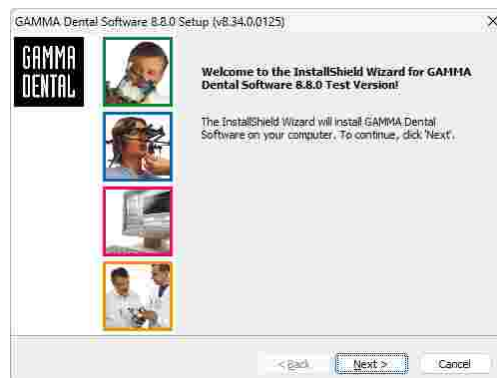 GAMMA Dental Software 8.8.0 Setup (v8.34.0.0125)
GAMMA
DENTAL
Welcome to the InstallShield Wizard for GAMMA
Dental Software 8.8.0 Test Version!
The InstallShield Wizard will install GAMMA Dental
Software on your computer. To continue, click 'Next'.
< Back
Next >
Cancel